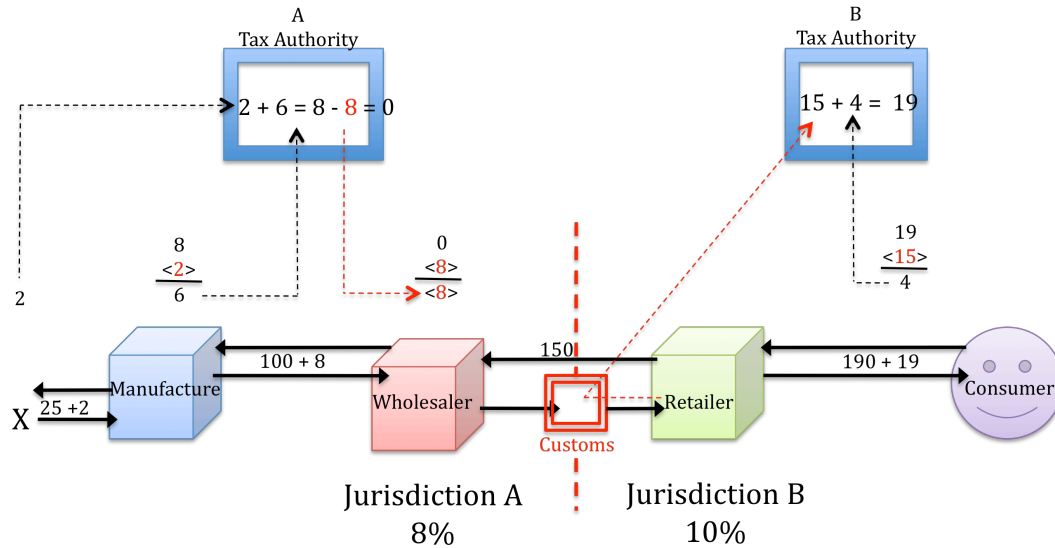 A
Tax Authority
2 + 6 = 8 - 8 = 0
B
Tax Authority
15 + 4 = 19
8
<2>
6
2
0
<8>
<8>
19
<15>
4
X
25 +2
Manufacture
100 + 8
Wholesaler
150
Customs
Retailer
190 + 19
Consumer
Jurisdiction A
8%
Jurisdiction B
10%